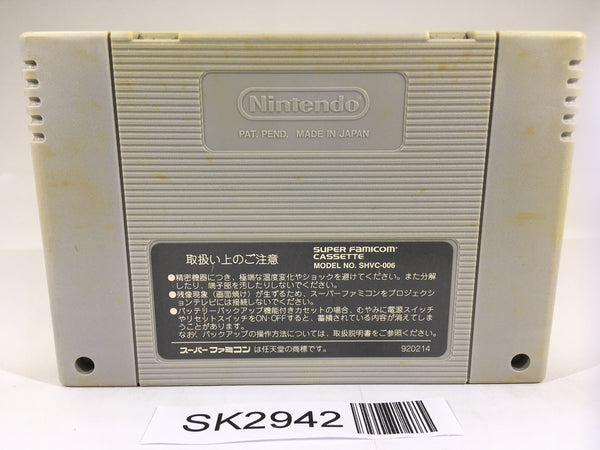 Nintendo
PAT. PEND. MADE IN JAPAN
取扱い上のご注意
SUPER FAMICOM
CASSETTE
MODEL NO. SHVC-006
●精密機器につき、極端な温度変化やショックを避けてください。また分解
したり、端子部を汚したりしないでください。
●残像現象（画面焼け）が生ずるため、スーパーファミコンをプロジェクシ
ョンテレビには接続しないでください。
●バッテリーバックアップ機能付きカセットの場合、むやみに電源スイッチ
やリセットスイッチをON・OFFすると、蓄積されている内容が消えてしま
うことがあります。
なお、バックアップの操作方法については、取扱説明書をご参照ください。
スーパーファミコン は任天堂の商標です。
920214
SK2942